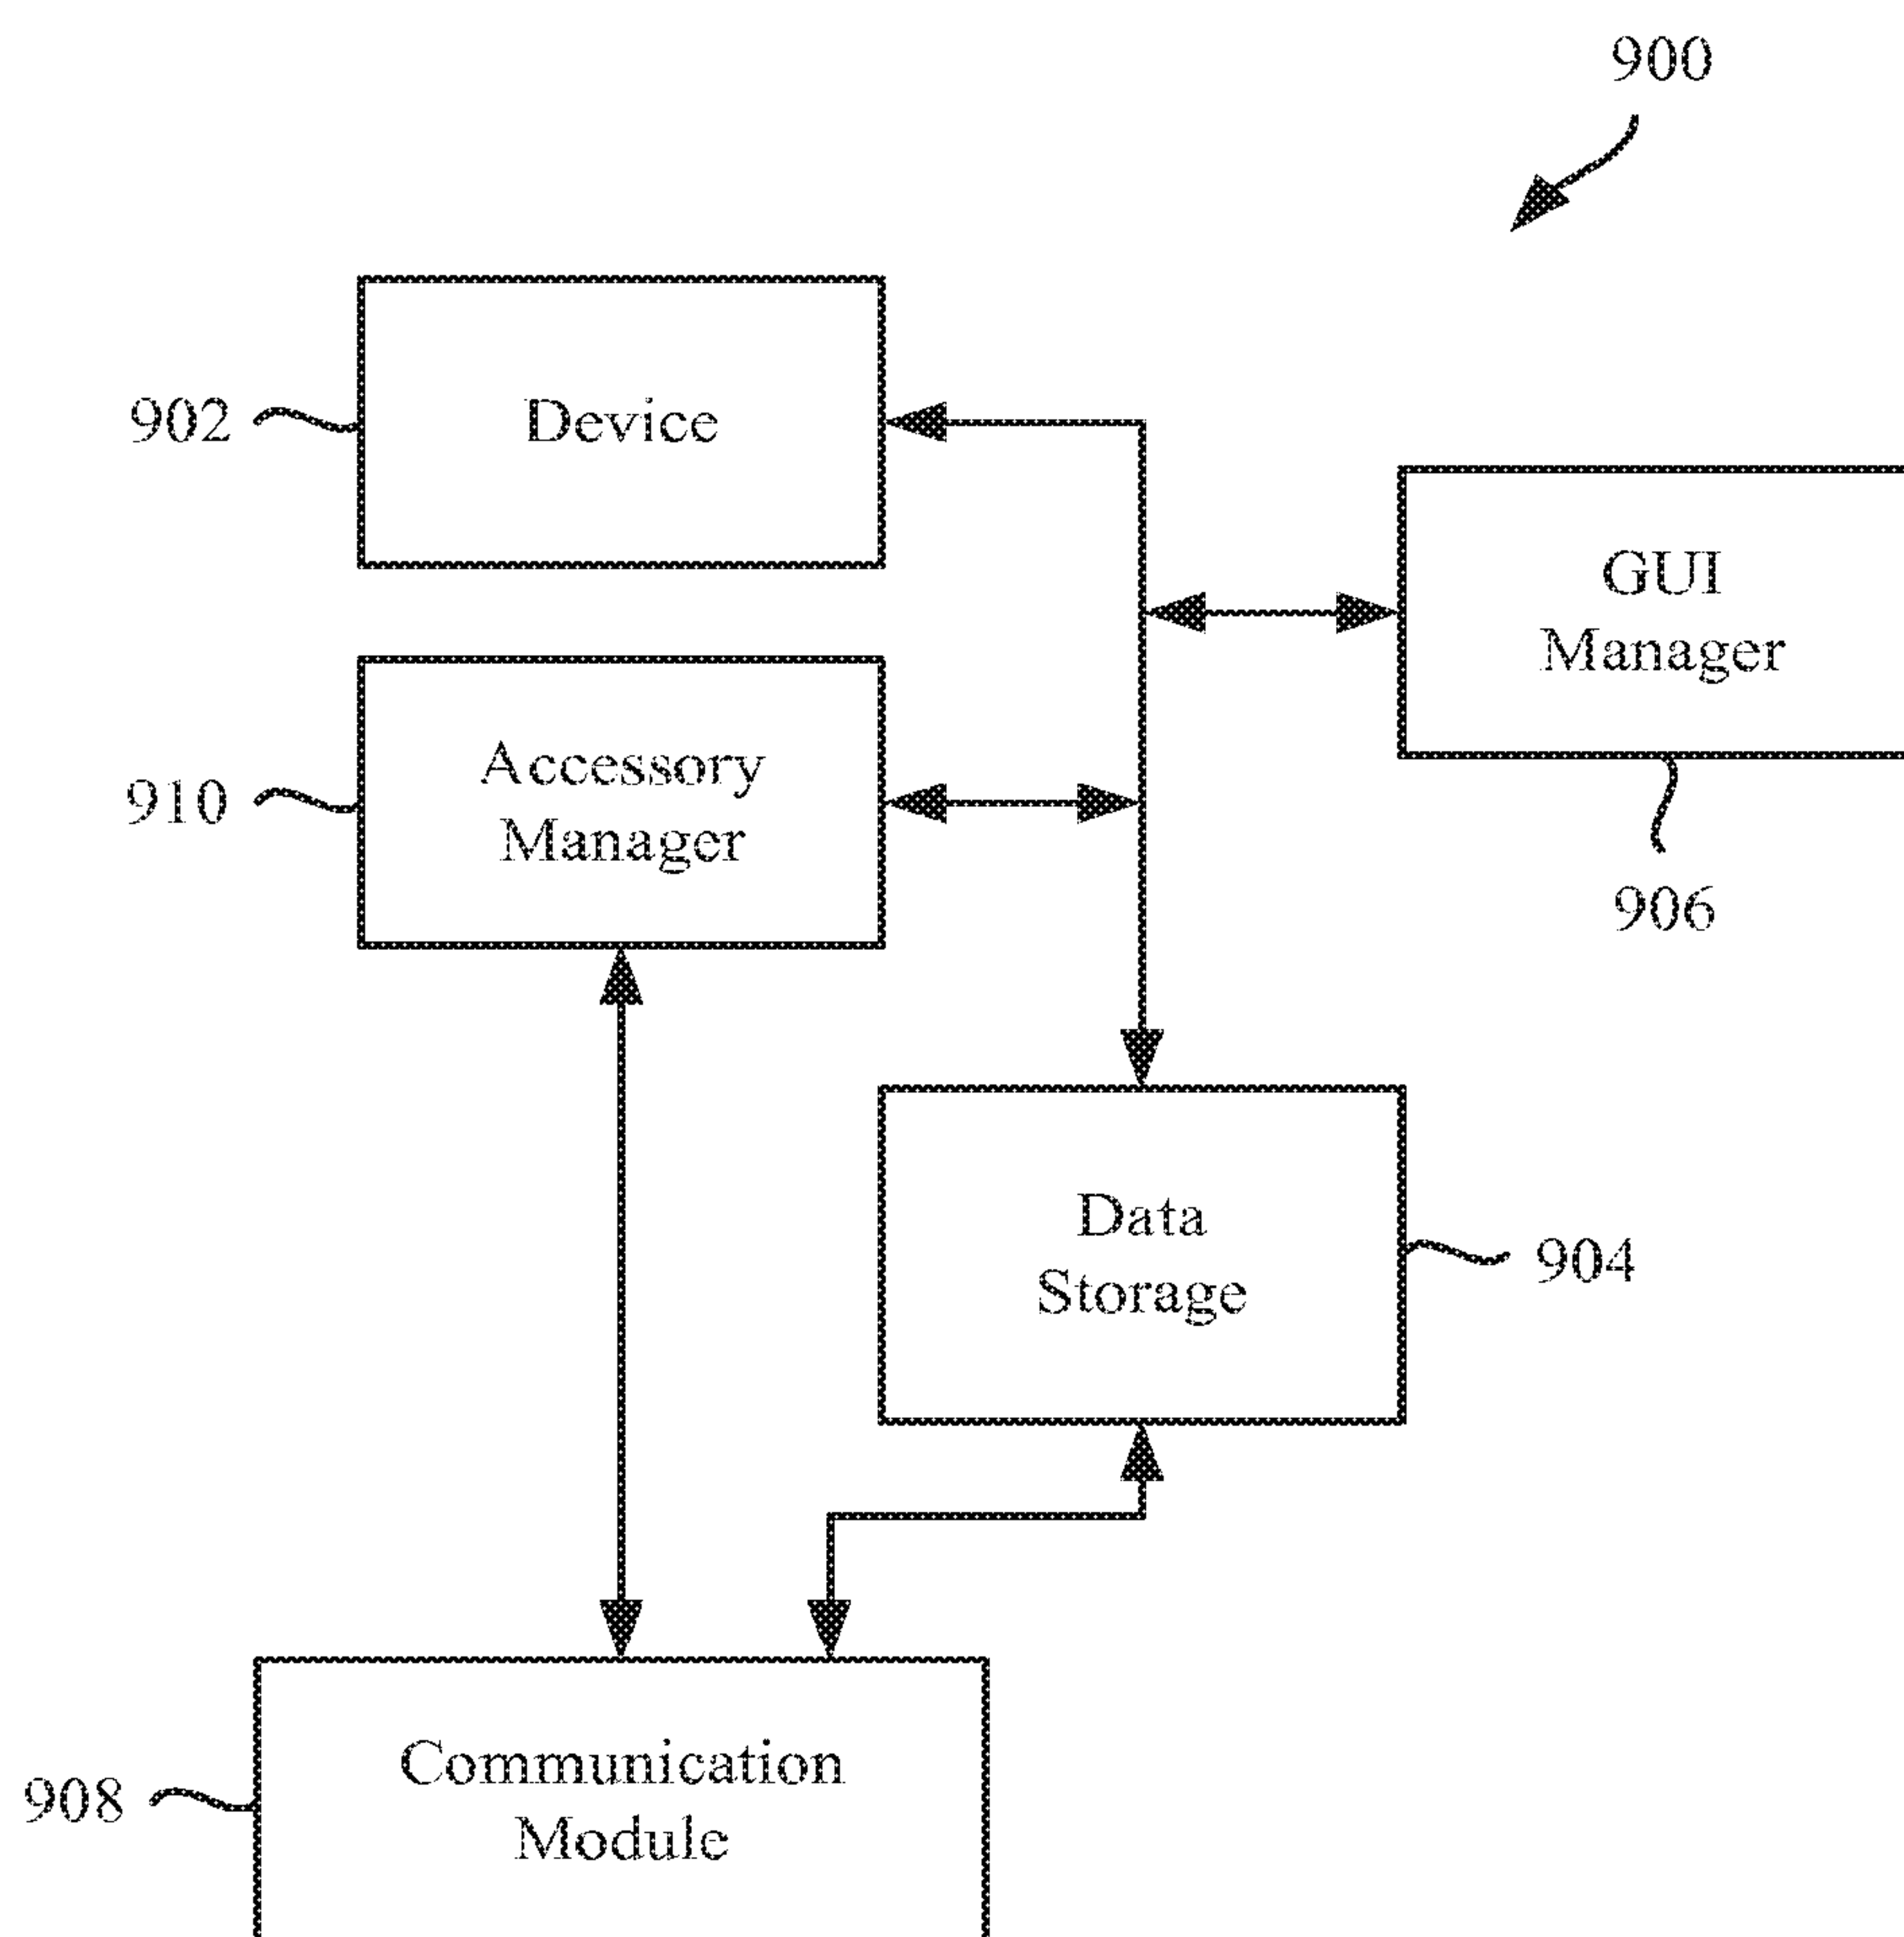 900
902
Device
GUI
Manager
910
Accessory
Manager
906
Data
Storage
904
908
Communication
Module